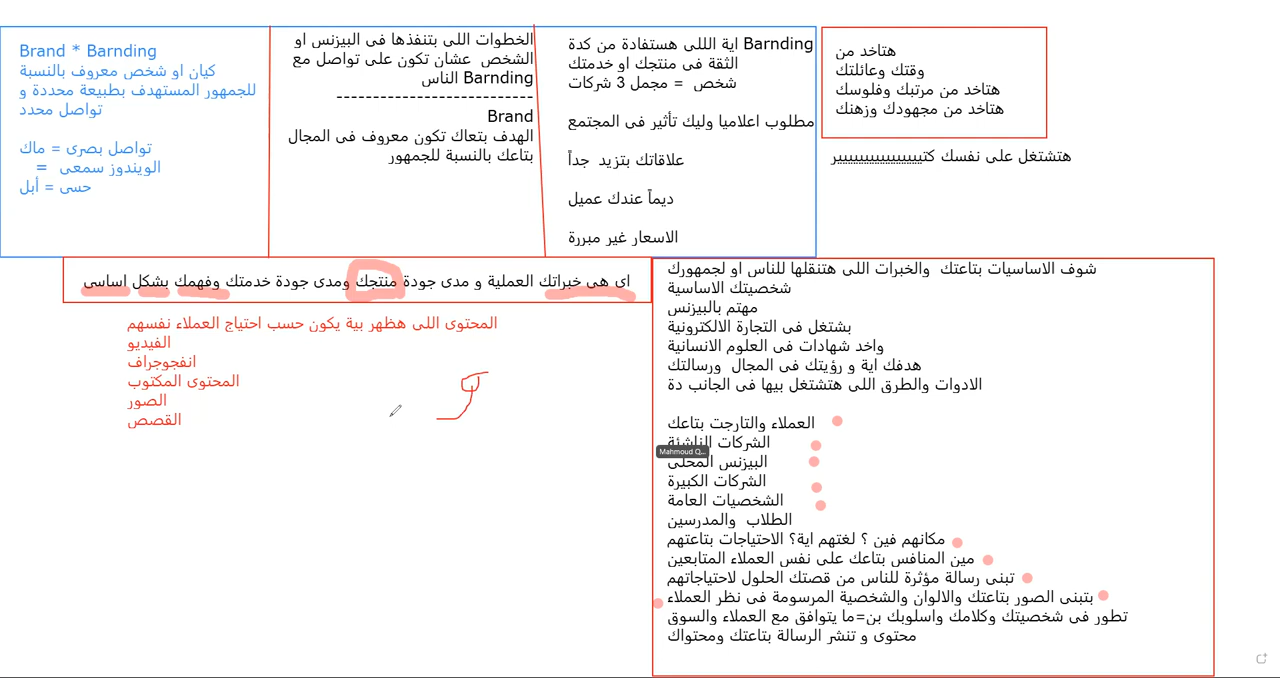 هتاخد من
وقتك وعائلتك
هتاخد من مرتبك وفلوسك
هتاخد من مجهودك وزهنك
هتشتغل على نفسك كتيييييييييييييييييير
Barnding اية اللى هستفادة من كدة
الثقة فى منتجك او خدمتك
شخص = مجمل 3 شركات
مطلوب اعلاميا وليك تأثير فى المجتمع
علاقاتك بتزيد جداً
ديماً عندك عميل
الاسعار غير مبررة
الخطوات اللى بتنفذها فى البيزنس او
الشخص عشان تكون على تواصل مع
الناس Barnding
---------------------------
Brand
الهدف بتعاك تكون معروف فى المجال
بتاعك بالنسبة للجمهور
Brand * Barnding
كيان او شخص معروف بالنسبة
للجمهور المستهدف بطبيعة محددة و
تواصل محدد
تواصل بصرى = ماك
الويندوز سمعى =
حسى = أبل
اى هى خبراتك العملية و مدى جودة منتجك ومدى جودة خدمتك وفهمك بشكل اساسى
شوف الاساسيات بتاعتك والخبرات اللى هتنقلها للناس او لجمهورك
شخصيتك الاساسية
مهتم بالبيزنس
بشتغل فى التجارة الالكترونية
واخد شهادات فى العلوم الانسانية
هدفك اية و رؤيتك فى المجال ورسالتك
الادوات والطرق اللى هتشتغل بيها فى الجانب دة
العملاء والتارجت بتاعك
الشركات الناشئة
Mahmoud Q...
البيزنس المحلى
الشركات الكبيرة
الشخصيات العامة
الطلاب والمدرسين
مكانهم فين ؟ لغتهم اية؟ الاحتياجات بتاعتهم
مين المنافس بتاعك على نفس العملاء المتابعين
تبنى رسالة مؤثرة للناس من قصتك الحلول لاحتياجاتهم
بتبنى الصور بتاعتك والالوان والشخصية المرسومة فى نظر العملاء
تطور فى شخصيتك وكلامك واسلوبك بن=ما يتوافق مع العملاء والسوق
محتوى و تنشر الرسالة بتاعتك ومحتواك
المحتوى اللى هظهر بية يكون حسب احتياج العملاء نفسهم
الفيديو
انفجوجراف
المحتوى المكتوب
الصور
القصص